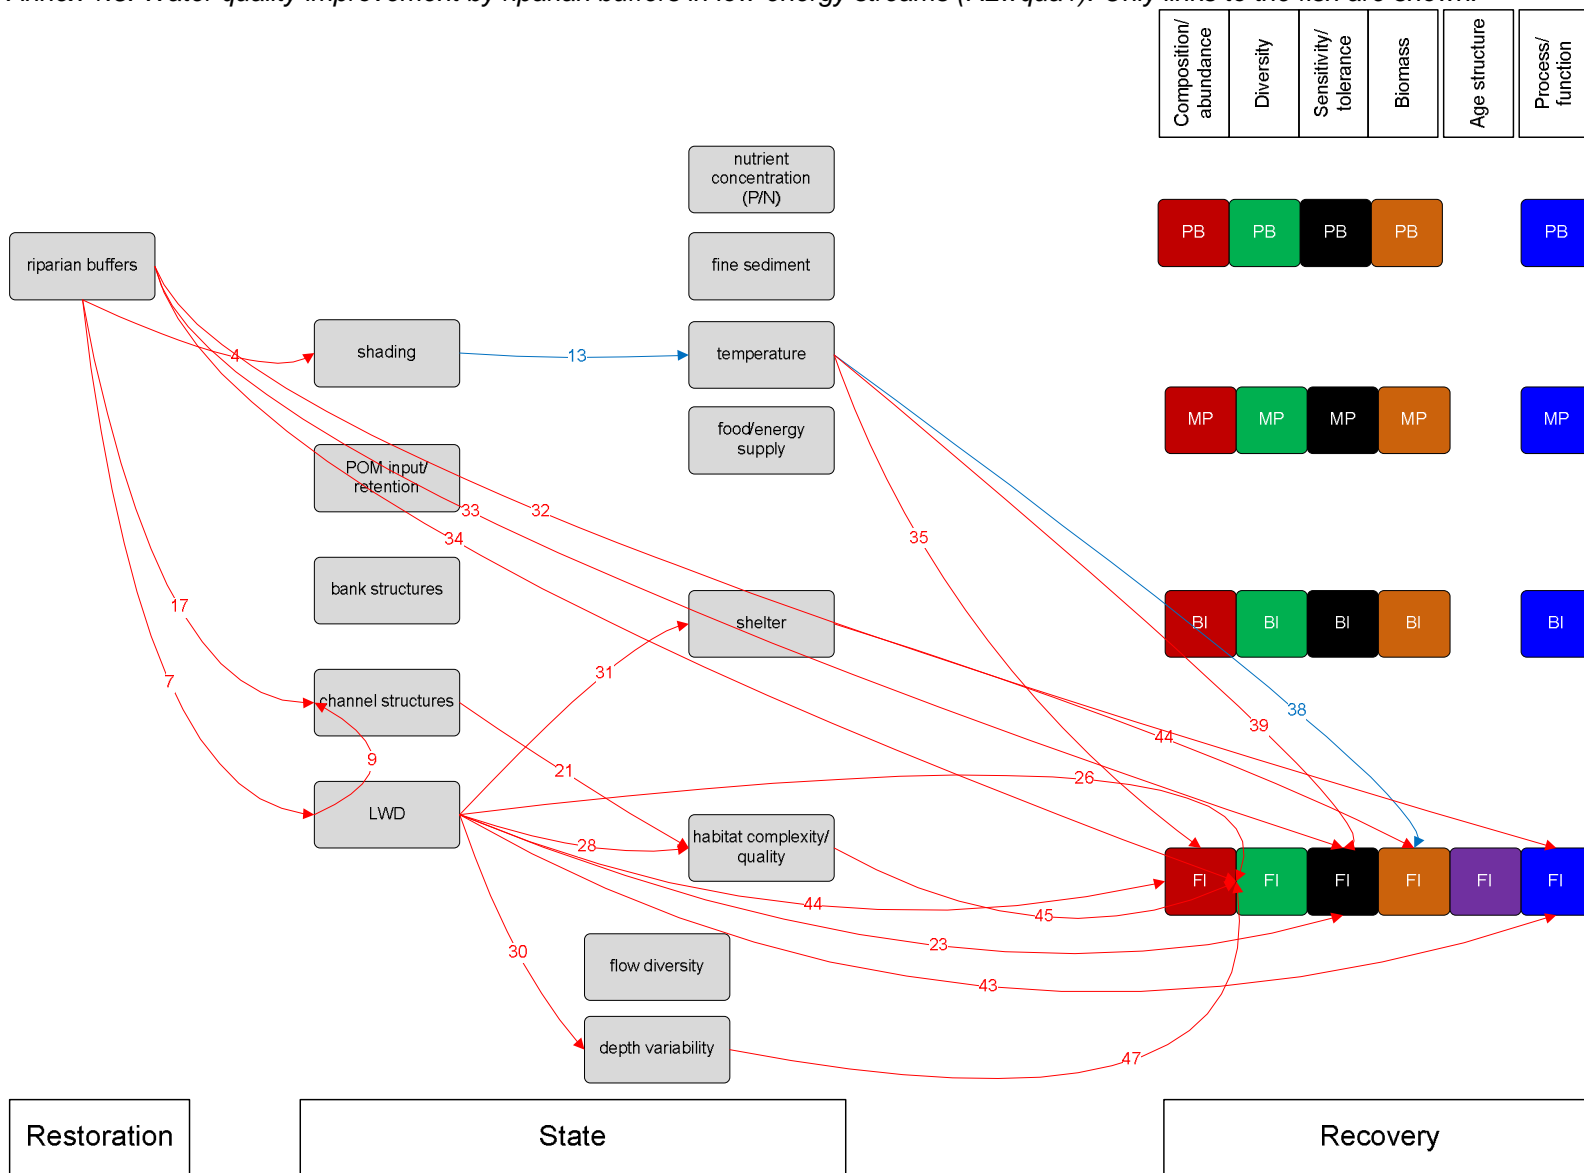 Composition/
abundance
Diversity
Sensitivity/
tolerance
Biomass
Age structure
Process/
function
nutrient
concentration
(P/N)
PB
PB
PB
PB
PB
riparian buffers
fine sediment
shading
temperature
4
13
MP
MP
MP
MP
MP
food/energy
supply
POM input/
retention
33
32
34
35
bank structures
17
shelter
BI
BI
BI
BI
BI
31
7
channel structures
38
39
44
9
21
26
LWD
28
habitat complexity/
quality
FI
FI
FI
FI
FI
FI
44
45
23
30
flow diversity
43
depth variability
47
Restoration
State
Recovery